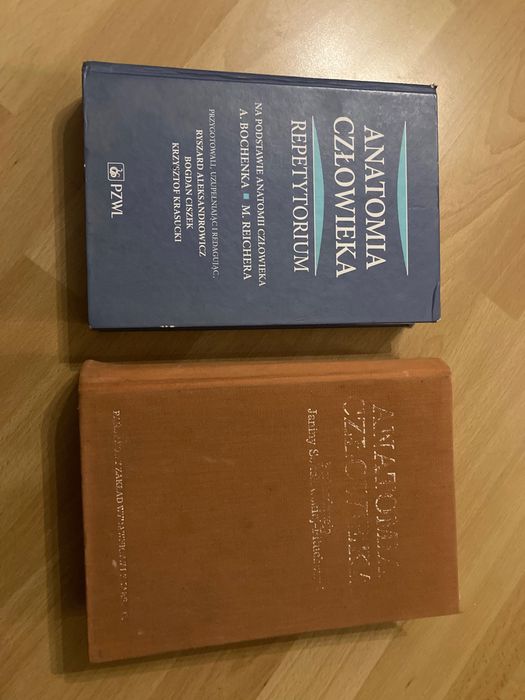 ANATOMIA
CZŁOWIEKA
REPETYTORIUM
NA PODSTAWIE ANATOMII CZŁOWIEKA
A. BOCHENKA ■ M. REICHERA
PRZYGOTOWALI, UZUPEŁNIAJĄC I REDAGUJĄC,
RYSZARD ALEKSANDROWICZ
BOGDAN CISZEK
KRZYSZTOF KRASUCKI
PZWL
ANATOMIA
CZŁOWIEKA
Janiny